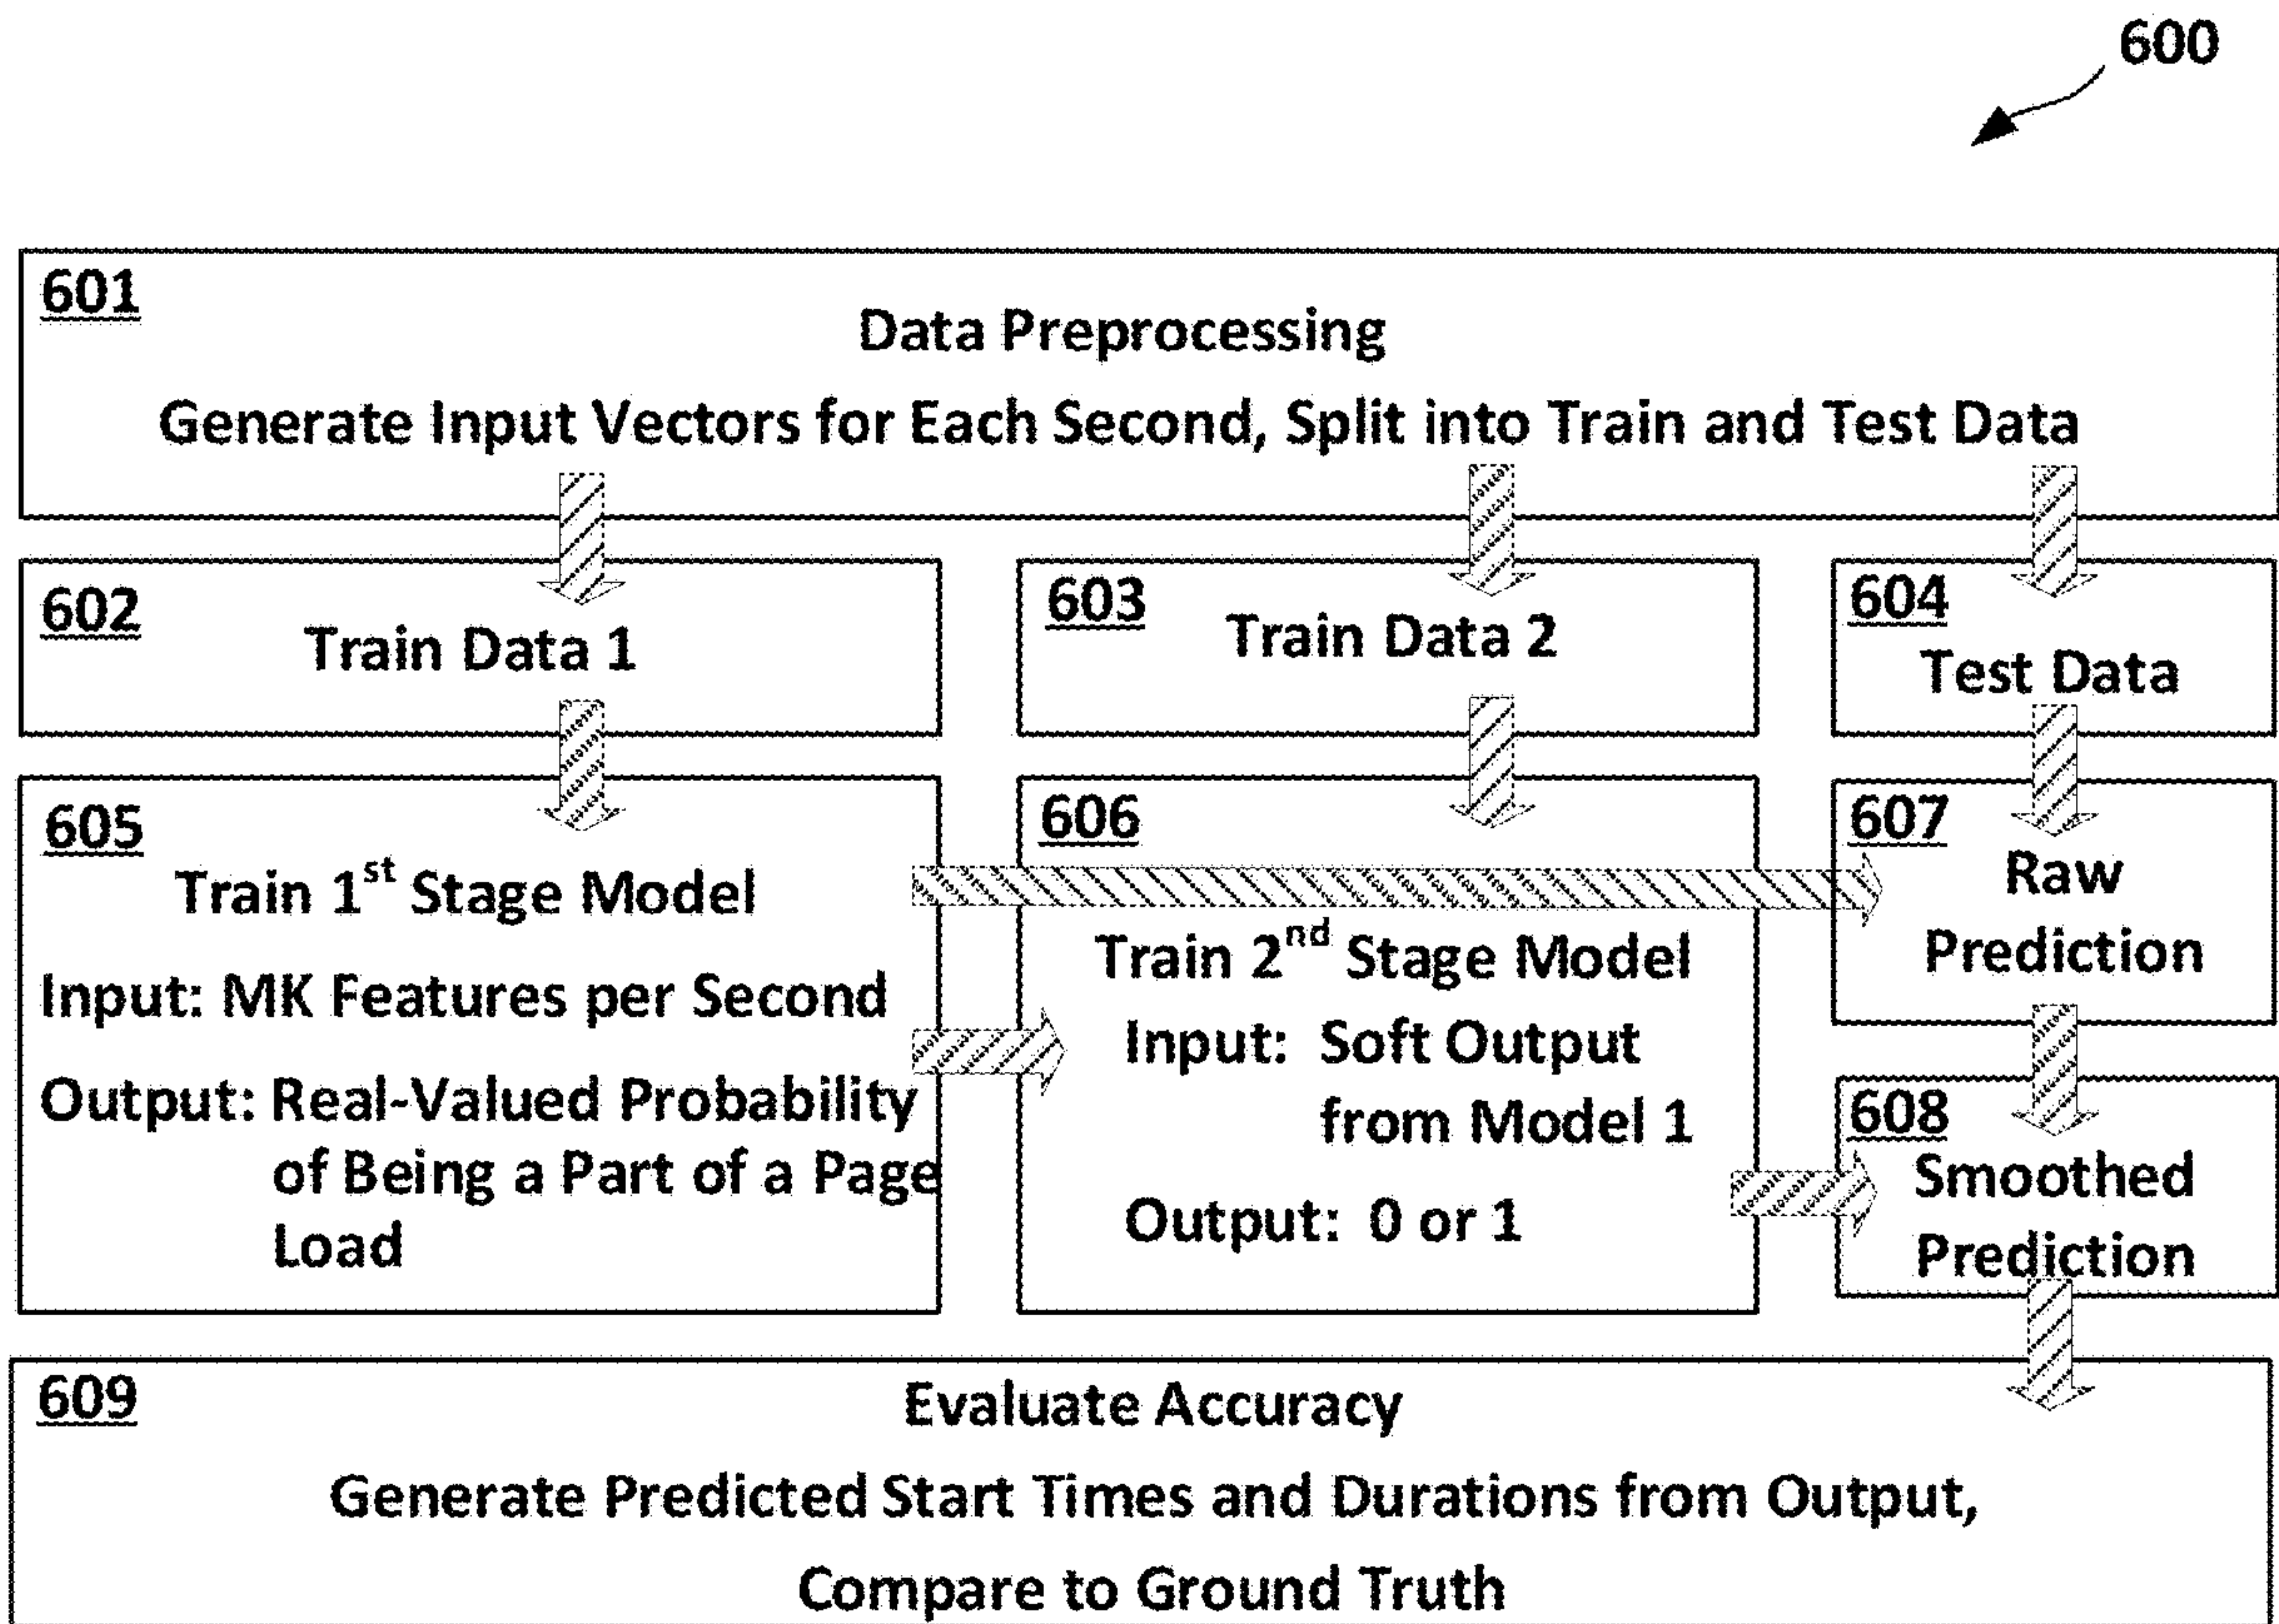 600
601
Data Preprocessing
Generate Input Vectors for Each Second, Split into Train and Test Data
602
Train Data 1
603
Train Data 2
604
Test Data
605
Train 1st Stage Model
Input: MK Features per Second
Output: Real-Valued Probability
of Being a Part of a Page
Load
606
Train 2nd Stage Model
Input: Soft Output
from Model 1
Output: 0 or 1
607
Raw
Prediction
608
Smoothed
Prediction
609
Evaluate Accuracy
Generate Predicted Start Times and Durations from Output,
Compare to Ground Truth